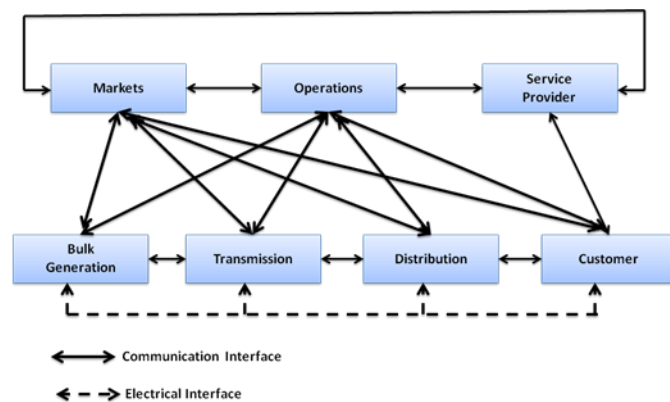 Markets
Operations
Service
Provider
Bulk
Generation
Transmission
Distribution
Customer
Communication Interface
Electrical Interface